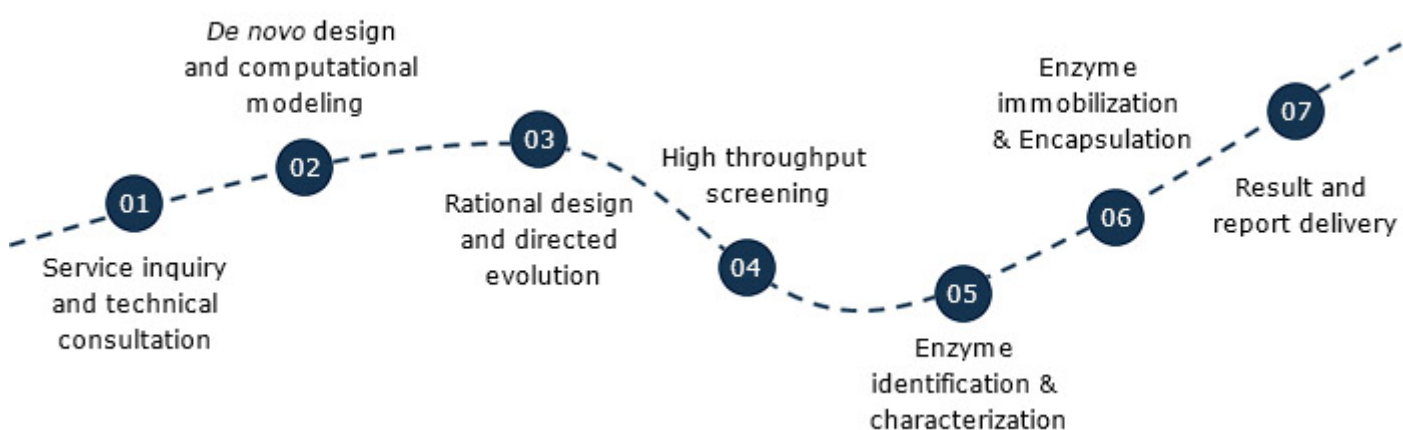 01
Service inquiry
and technical
consultation
De novo design
and computational
modeling
02
03
Rational design
and directed
evolution
High throughput
screening
04
05
Enzyme
identification &
characterization
Enzyme
immobilization
& Encapsulation
06
07
Result and
report delivery